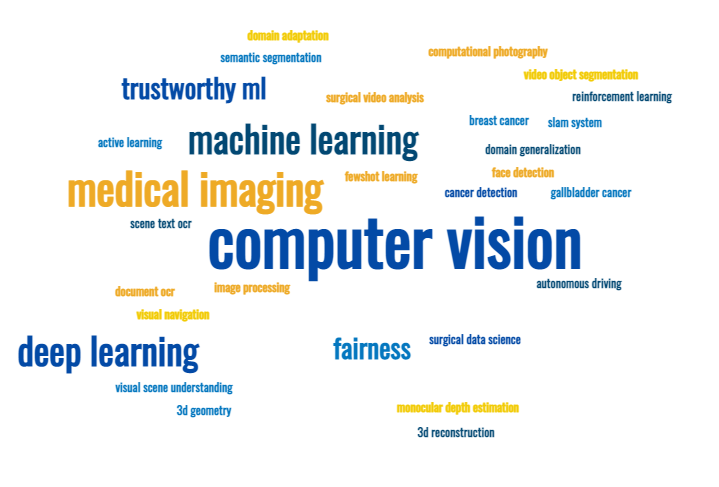 domain adaptation
computational photography
semantic segmentation
video object segmentation
trustworthy ml
surgical video analysis
reinforcement learning
breast cancer
slam system
active learning
machine learning
domain generalization
face detection
fewshot learning
medical imaging
cancer detection
gallbladder cancer
scene text ocr
computer vision
autonomous driving
document ocr
image processing
visual navigation
surgical data science
fairness
deep learning
visual scene understanding
monocular depth estimation
3d geometry
3d reconstruction